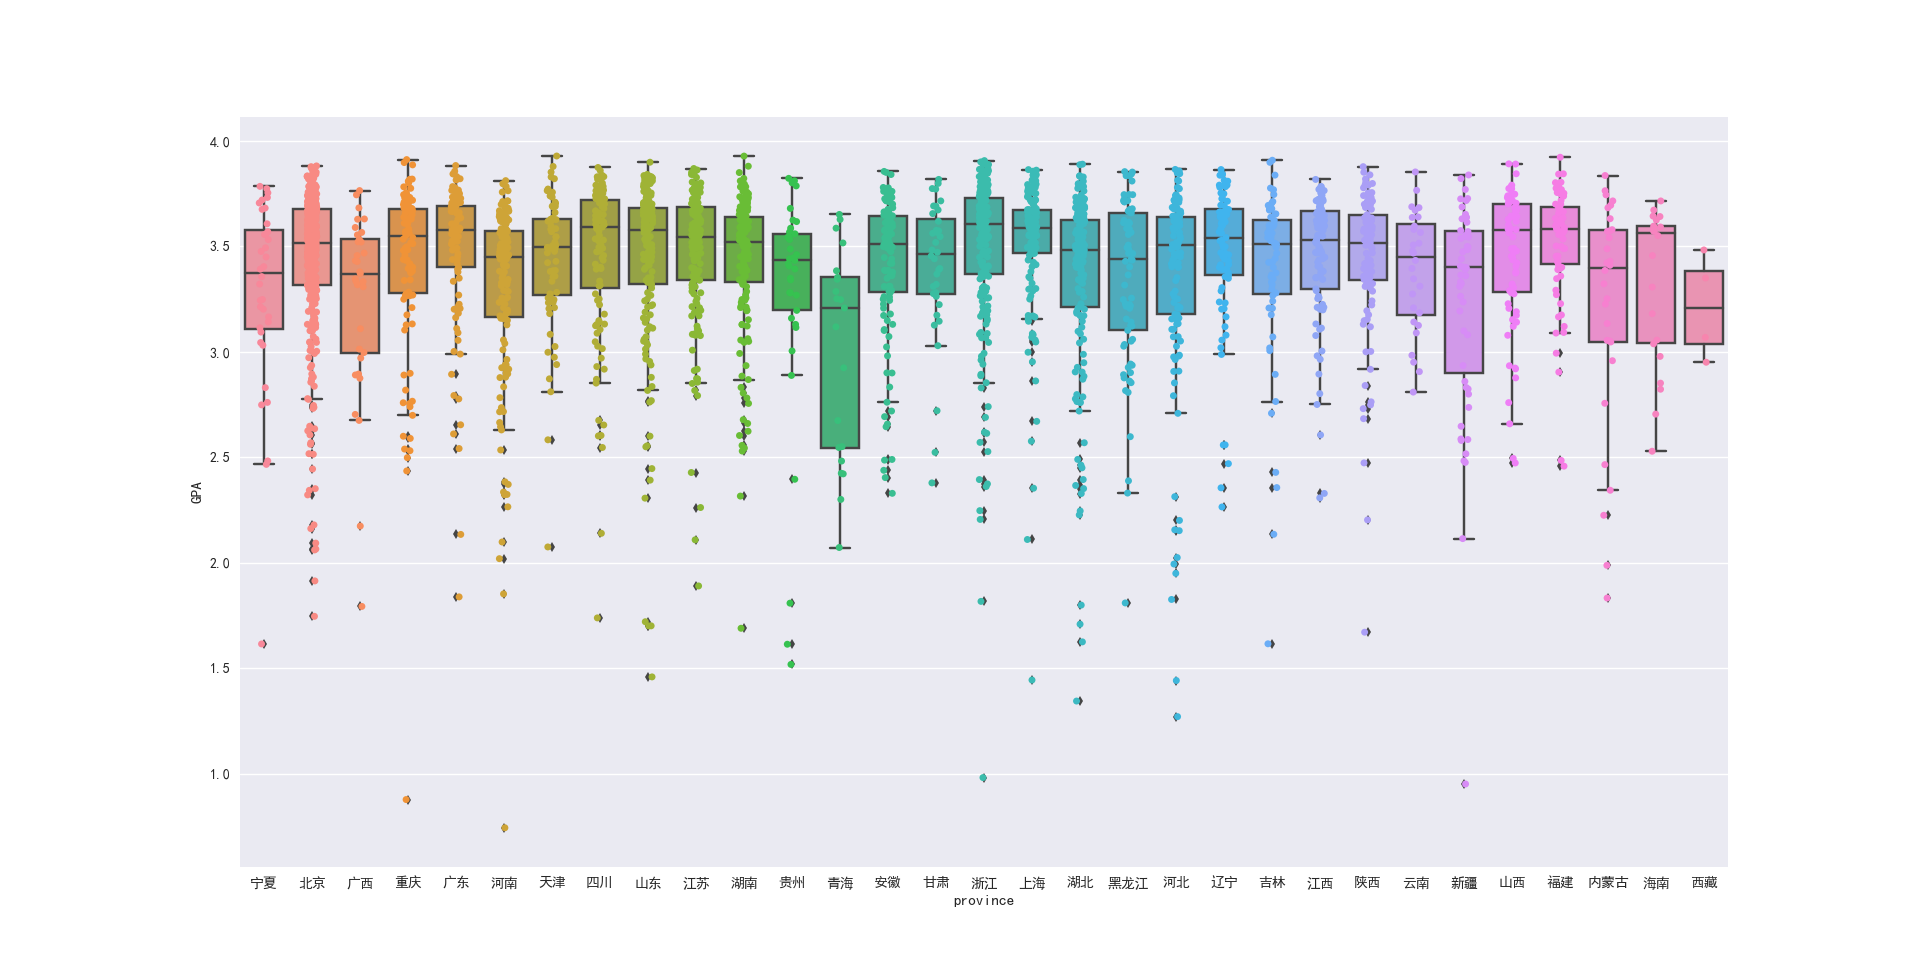 4.0
3.5
3.0
2.5
2.0
1.5
1.0
GPA
宁夏 北京 广西 重庆 广东 河南 天津 四川 山东 江苏 湖南 贵州 青海 安徽 甘肃 浙江 上海 湖北 黑龙江 河北 辽宁 吉林 江西 陕西 云南 新疆 山西 福建 内蒙古 海南 西藏
province